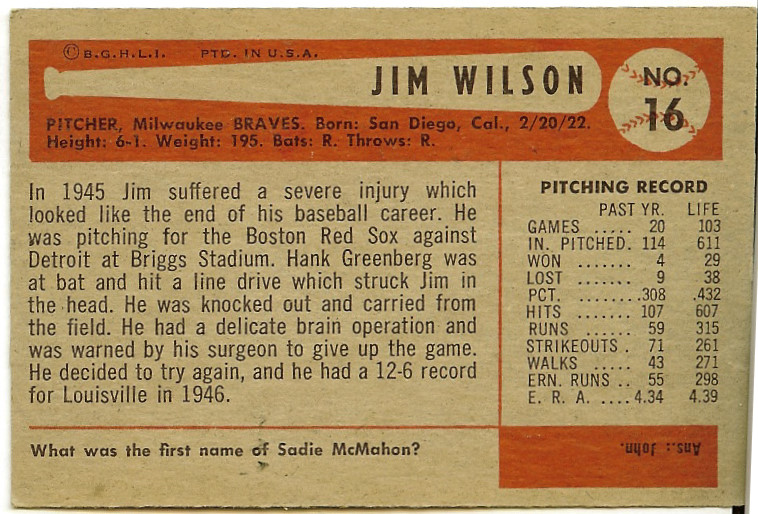 © B.G.H.L.I. PTD. IN U.S.A.
JIM WILSON
NO.
16
PITCHER, Milwaukee BRAVES. Born: San Diego, Cal., 2/20/22.
Height: 6-1. Weight: 195. Bats: R. Throws: R.
In 1945 Jim suffered a severe injury which
looked like the end of his baseball career. He
was pitching for the Boston Red Sox against
Detroit at Briggs Stadium. Hank Greenberg was
at bat and hit a line drive which struck Jim in
the head. He was knocked out and carried from
the field. He had a delicate brain operation and
was warned by his surgeon to give up the game.
He decided to try again, and he had a 12-6 record
for Louisville in 1946.
PITCHING RECORD
PAST YR. LIFE
GAMES ..... 20 103
IN. PITCHED. 114 611
WON ....... 4 29
LOST ....... 9 38
PCT. ........308 .432
HITS ...... 107 607
RUNS ...... 59 315
STRIKEOUTS . 71 261
WALKS ..... 43 271
ERN. RUNS .. 55 298
E. R. A. ....4.34 4.39
What was the first name of Sadie McMahon?
Ans.: John.